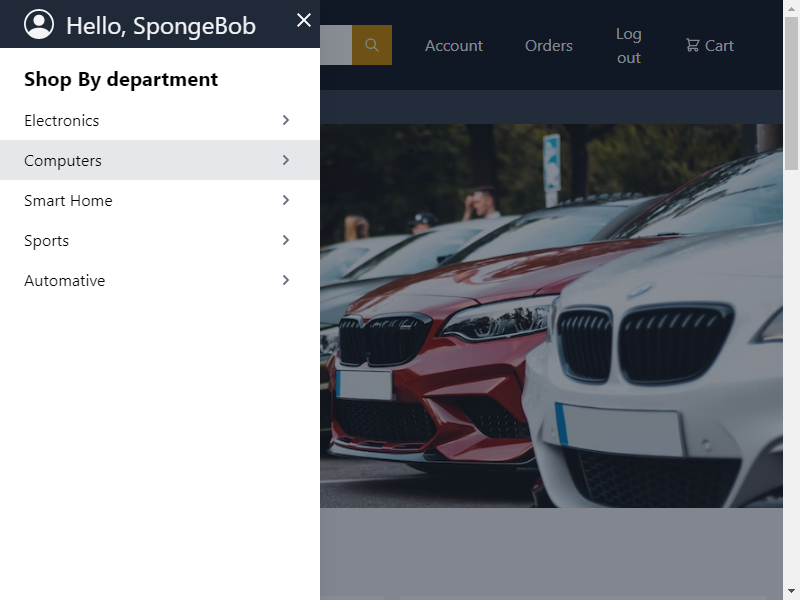 Hello, SpongeBob
Shop By department
Electronics
Computers
Smart Home
Sports
Automative
Account
Orders
Log
out
Cart